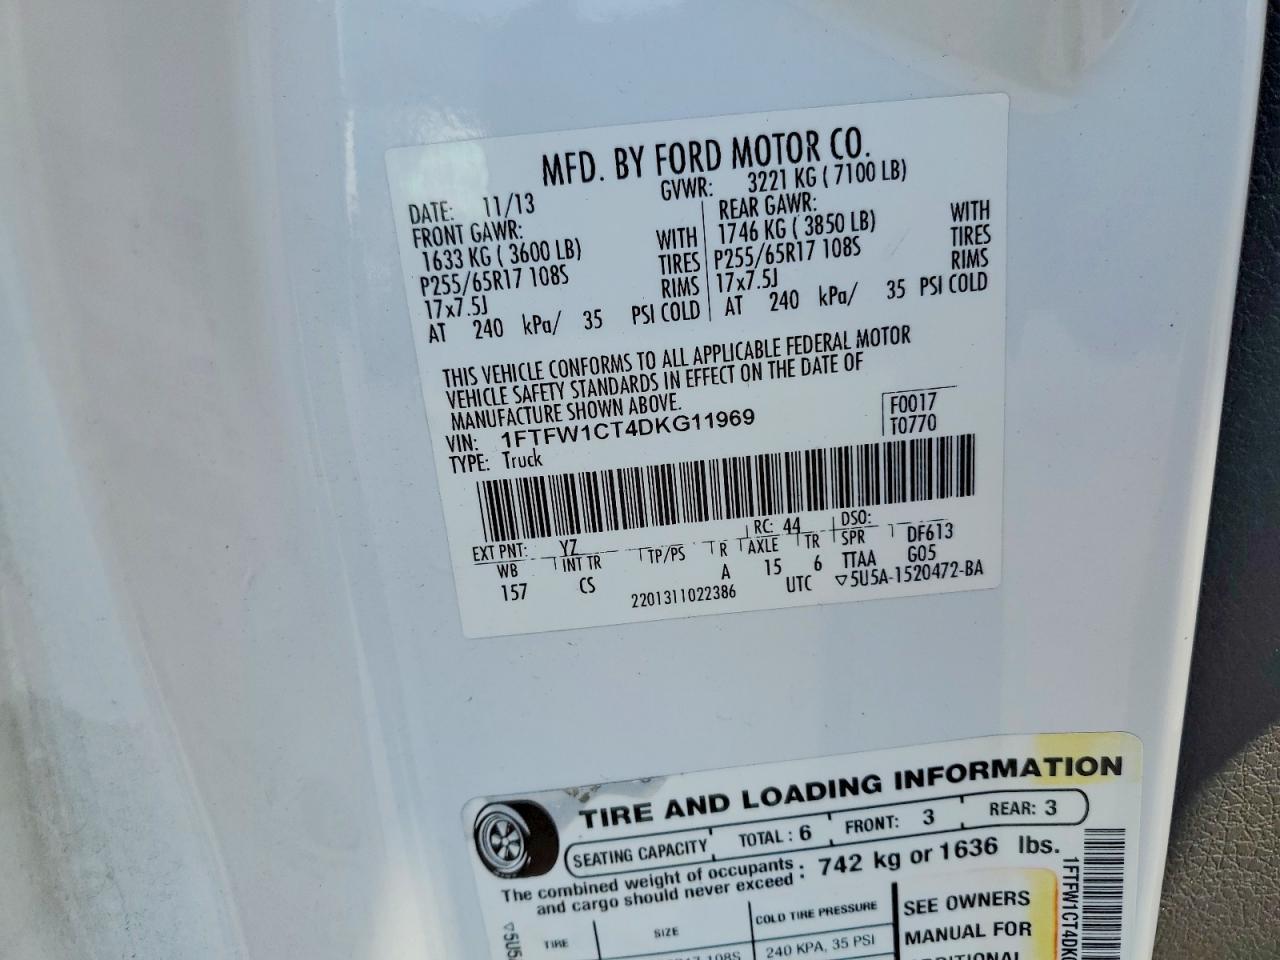 MFD. BY FORD MOTOR CO.
DATE: 11/13 GVWR: 3221 KG ( 7100 LB)
FRONT GAWR: REAR GAWR:
1633 KG ( 3600 LB) WITH 1746 KG ( 3850 LB) WITH
P255/65R17 108S TIRES P255/65R17 108S TIRES
17x7.5J RIMS 17x7.5J RIMS
AT 240 kPa/ 35 PSI COLD AT 240 kPa/ 35 PSI COLD
THIS VEHICLE CONFORMS TO ALL APPLICABLE FEDERAL MOTOR
VEHICLE SAFETY STANDARDS IN EFFECT ON THE DATE OF
MANUFACTURE SHOWN ABOVE.
VIN: 1FTFW1CT4DKG11969 F0017
TYPE: Truck T0770
EXT PNT: YZ RC: 44 DSO: DF613
WB INT TR TP/PS R AXLE TR SPR
157 CS A 15 6 TTAA G05
2201311022386 UTC ▽5U5A-1520472-BA
TIRE AND LOADING INFORMATION
SEATING CAPACITY TOTAL : 6 FRONT: 3 REAR: 3
The combined weight of occupants : 742 kg or 1636 lbs.
and cargo should never exceed
TIRE SIZE COLD TIRE PRESSURE SEE OWNERS
108S 240 KPA, 35 PSI MANUAL FOR
ADDITIONAL
▽5U5
1FTFW1CT4DKG